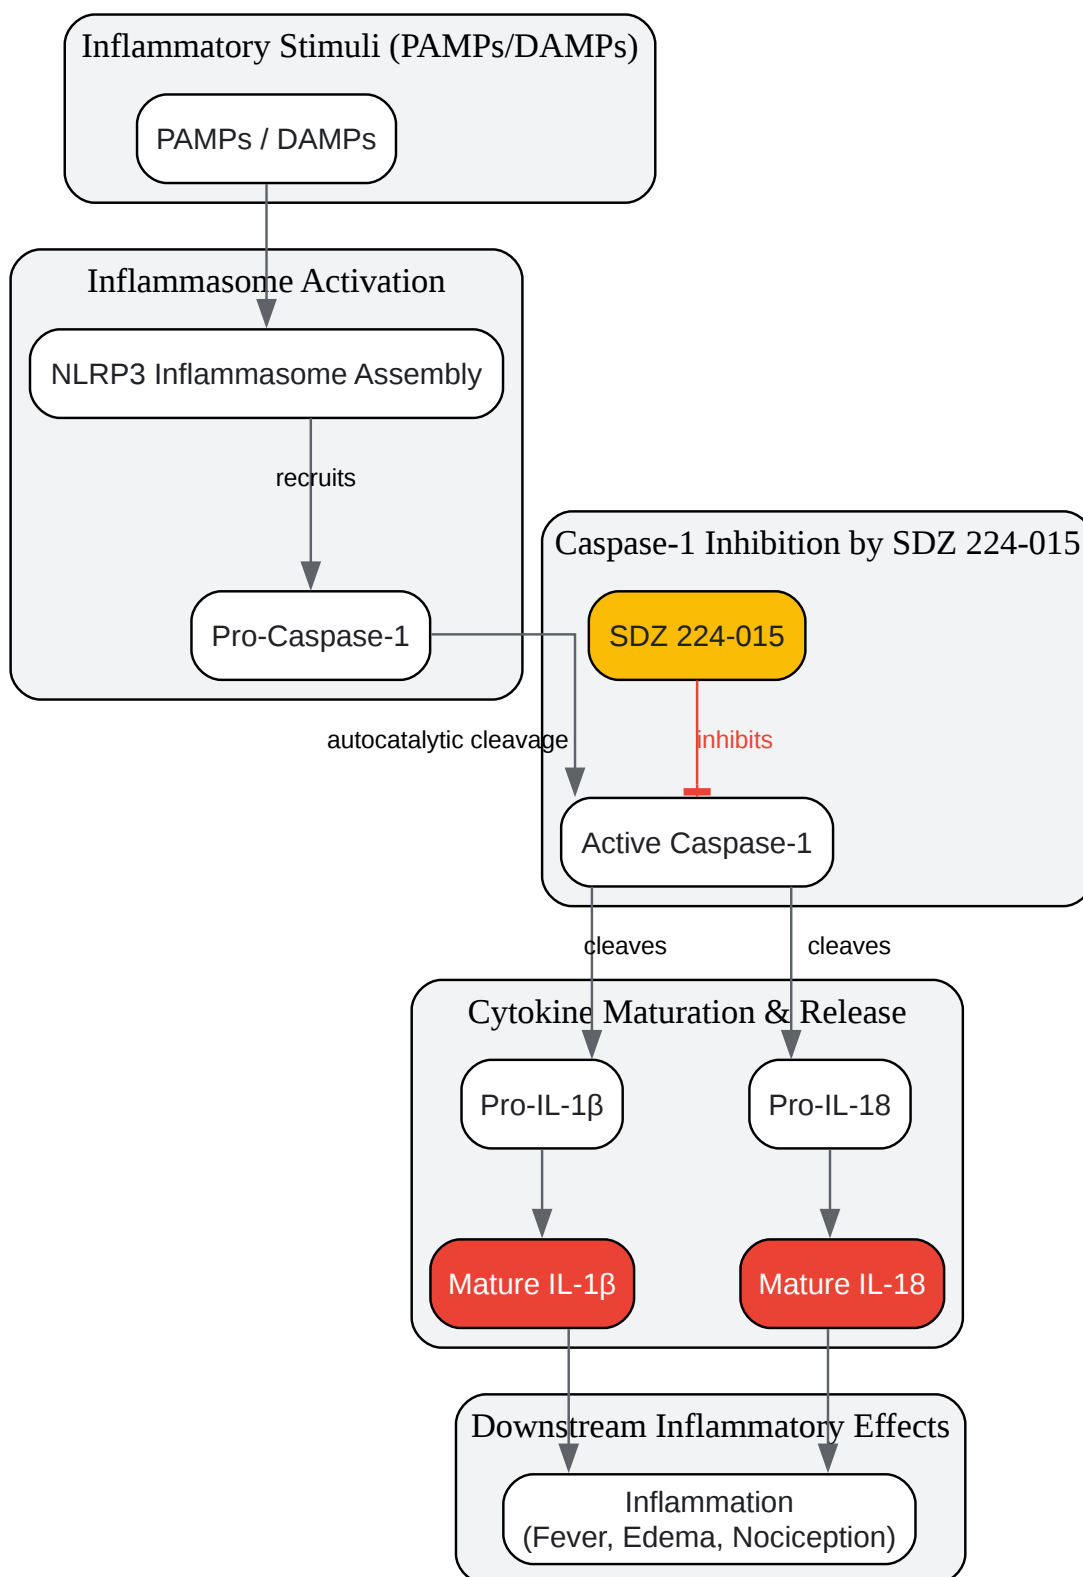 Inflammatory Stimuli (PAMPs/DAMPs)
PAMPs / DAMPs
Inflammasome Activation
NLRP3 Inflammasome Assembly
recruits
Pro-Caspase-1
Caspase-1 Inhibition by SDZ 224-015
SDZ 224-015
autocatalytic cleavage
inhibits
Active Caspase-1
cleaves
cleaves
Cytokine Maturation & Release
Pro-IL-1β
Pro-IL-18
Mature IL-1β
Mature IL-18
Downstream Inflammatory Effects
Inflammation
(Fever, Edema, Nociception)